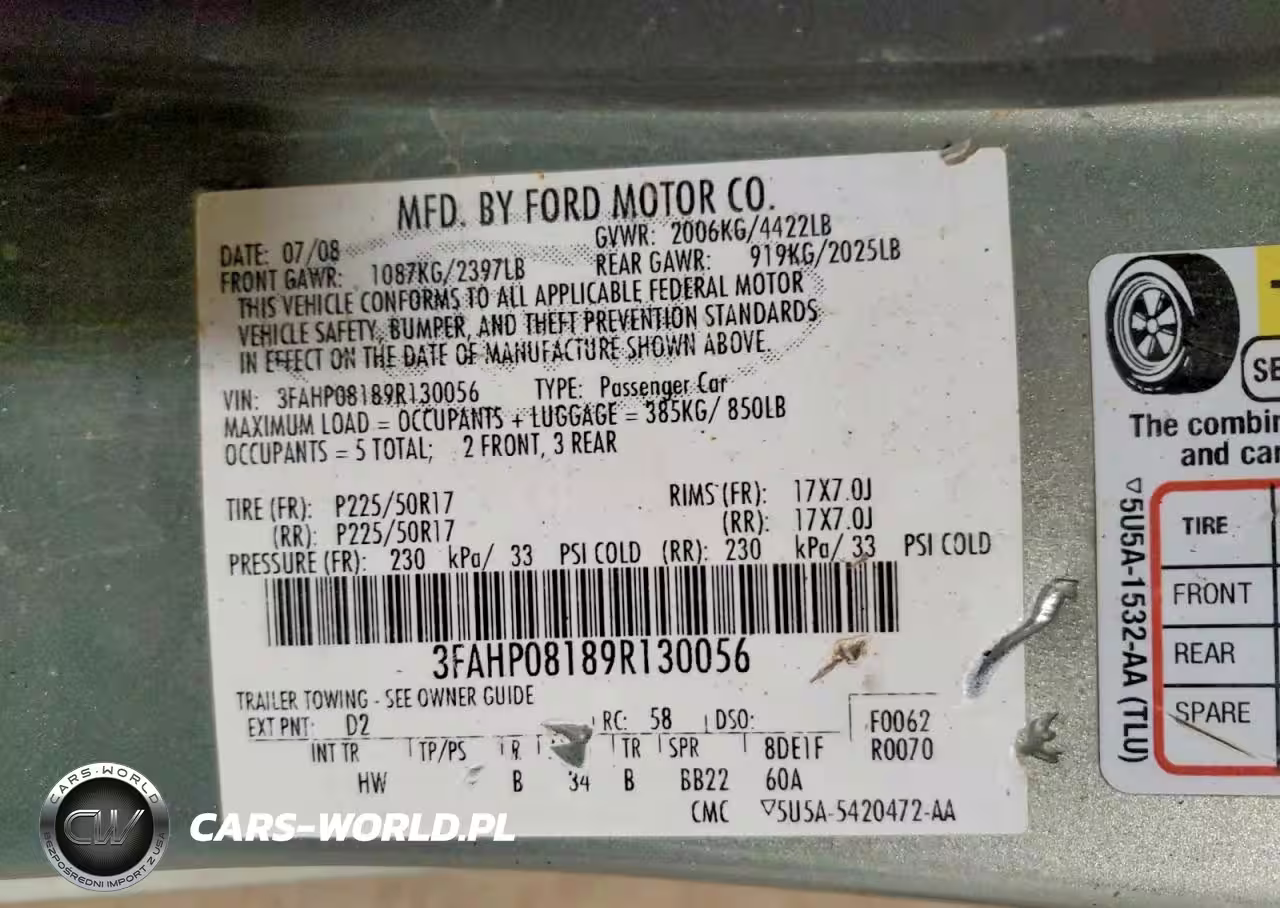 MFD. BY FORD MOTOR CO.
DATE: 07/08
GVWR: 2006KG/4422LB
FRONT GAWR: 1087KG/2397LB
REAR GAWR: 919KG/2025LB
THIS VEHICLE CONFORMS TO ALL APPLICABLE FEDERAL MOTOR
VEHICLE SAFETY, BUMPER, AND THEFT PREVENTION STANDARDS
IN EFFECT ON THE DATE OF MANUFACTURE SHOWN ABOVE.
VIN: 3FAHP08189R130056 TYPE: Passenger Car
MAXIMUM LOAD = OCCUPANTS + LUGGAGE = 385KG/ 850LB
OCCUPANTS = 5 TOTAL; 2 FRONT, 3 REAR
TIRE (FR): P225/50R17 RIMS (FR): 17X7.0J
(RR): P225/50R17 (RR): 17X7.0J
PRESSURE (FR): 230 kPa/ 33 PSI COLD (RR): 230 kPa/ 33 PSI COLD
3FAHP08189R130056
TRAILER TOWING - SEE OWNER GUIDE
EXT PNT: D2 RC: 58 DSO: F0062
INT TR TP/PS R TR SPR 8DE1F R0070
HW B 34 B BB22 60A
CMC ▽5U5A-5420472-AA
SE
The combin
and car
▽5U5A-1532-AA (TLU)
TIRE
FRONT
REAR
SPARE
CARS-WORLD
CW
BEZPOŚREDNI IMPORT Z USA
CARS-WORLD.PL